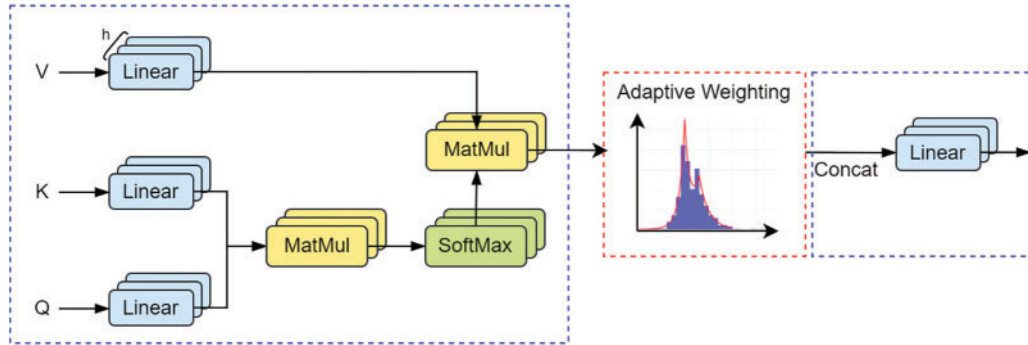 h
V
Linear
MatMul
K
Linear
MatMul
SoftMax
Q
Linear
Adaptive Weighting
Concat
Linear